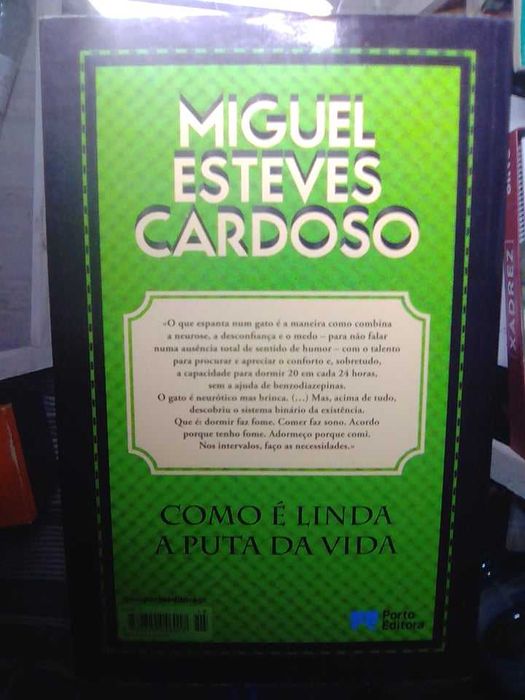 MIGUEL
ESTEVES
CARDOSO
«O que espanta num gato é a maneira como combina
a neurose, a desconfiança e o medo – para não falar
numa ausência total de sentido de humor – com o talento
para procurar e apreciar o conforto e, sobretudo,
a capacidade para dormir 20 em cada 24 horas,
sem a ajuda de benzodiazepinas.
O gato é neurótico mas brinca. (…) Mas, acima de tudo,
descobriu o sistema binário da existência.
Que é: dormir faz fome. Comer faz sono. Acordo
porque tenho fome. Adormeço porque comi.
Nos intervalos, faço as necessidades.»
COMO É LINDA
A PUTA DA VIDA
Porto
Editora
XADREZ